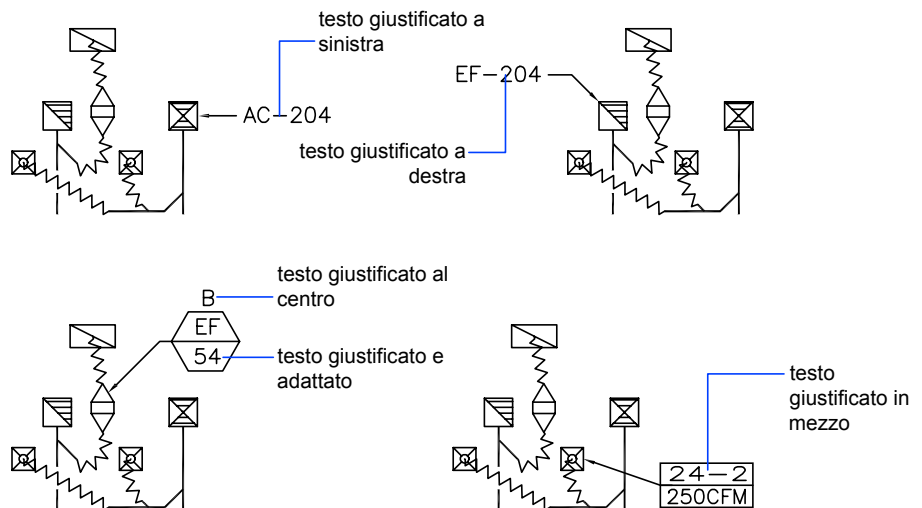 testo giustificato a
sinistra
AC-204
EF-204
testo giustificato a
destra
testo giustificato al
centro
B
EF
54
testo giustificato e
adattato
testo
giustificato in
mezzo
24-2
250CFM